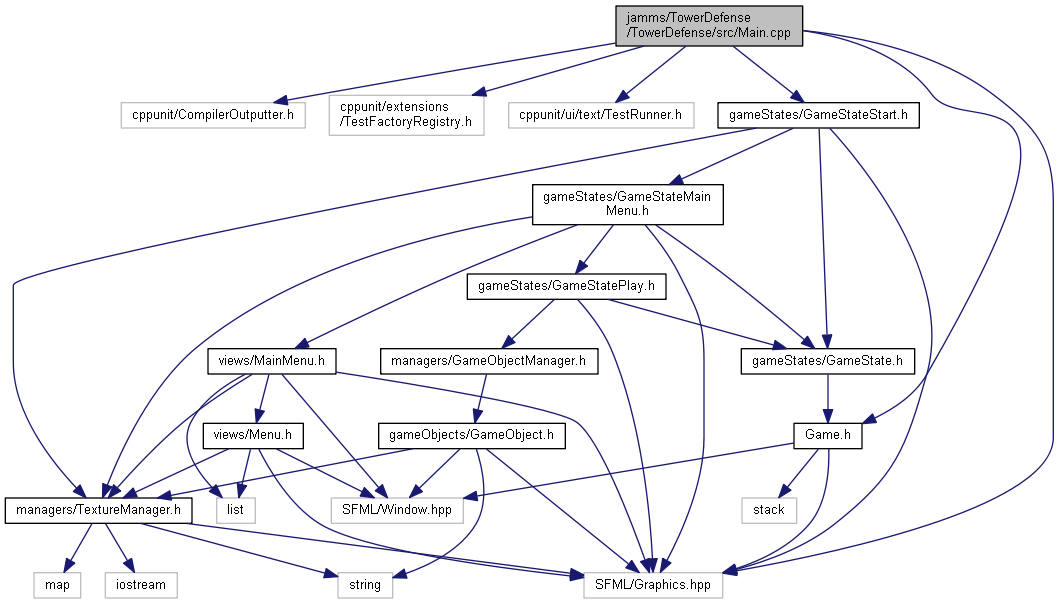 jamms/TowerDefense
/TowerDefense/src/Main.cpp
cppunit/CompilerOutputter.h
cppunit/extensions
/TestFactoryRegistry.h
cppunit/ui/text/TestRunner.h
gameStates/GameStateStart.h
gameStates/GameStateMain
Menu.h
gameStates/GameStatePlay.h
views/MainMenu.h
managers/GameObjectManager.h
gameStates/GameState.h
views/Menu.h
gameObjects/GameObject.h
Game.h
managers/TextureManager.h
list
SFML/Window.hpp
stack
map
iostream
string
SFML/Graphics.hpp